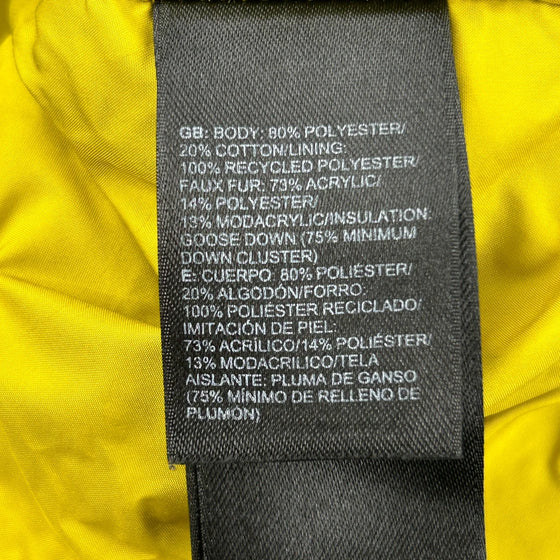 GB: BODY: 80% POLYESTER/
20% COTTON/LINING:
100% RECYCLED POLYESTER/
FAUX FUR: 73% ACRYLIC/
14% POLYESTER/
13% MODACRYLIC/INSULATION:
GOOSE DOWN (75% MINIMUM
DOWN CLUSTER)
E: CUERPO: 80% POLIÉSTER/
20% ALGODÓN/FORRO:
100% POLIÉSTER RECICLADO/
IMITACIÓN DE PIEL:
73% ACRÍLICO/14% POLIÉSTER/
13% MODACRILICO/TELA
AISLANTE: PLUMA DE GANSO
(75% MÍNIMO DE RELLENO DE
PLUMÓN)